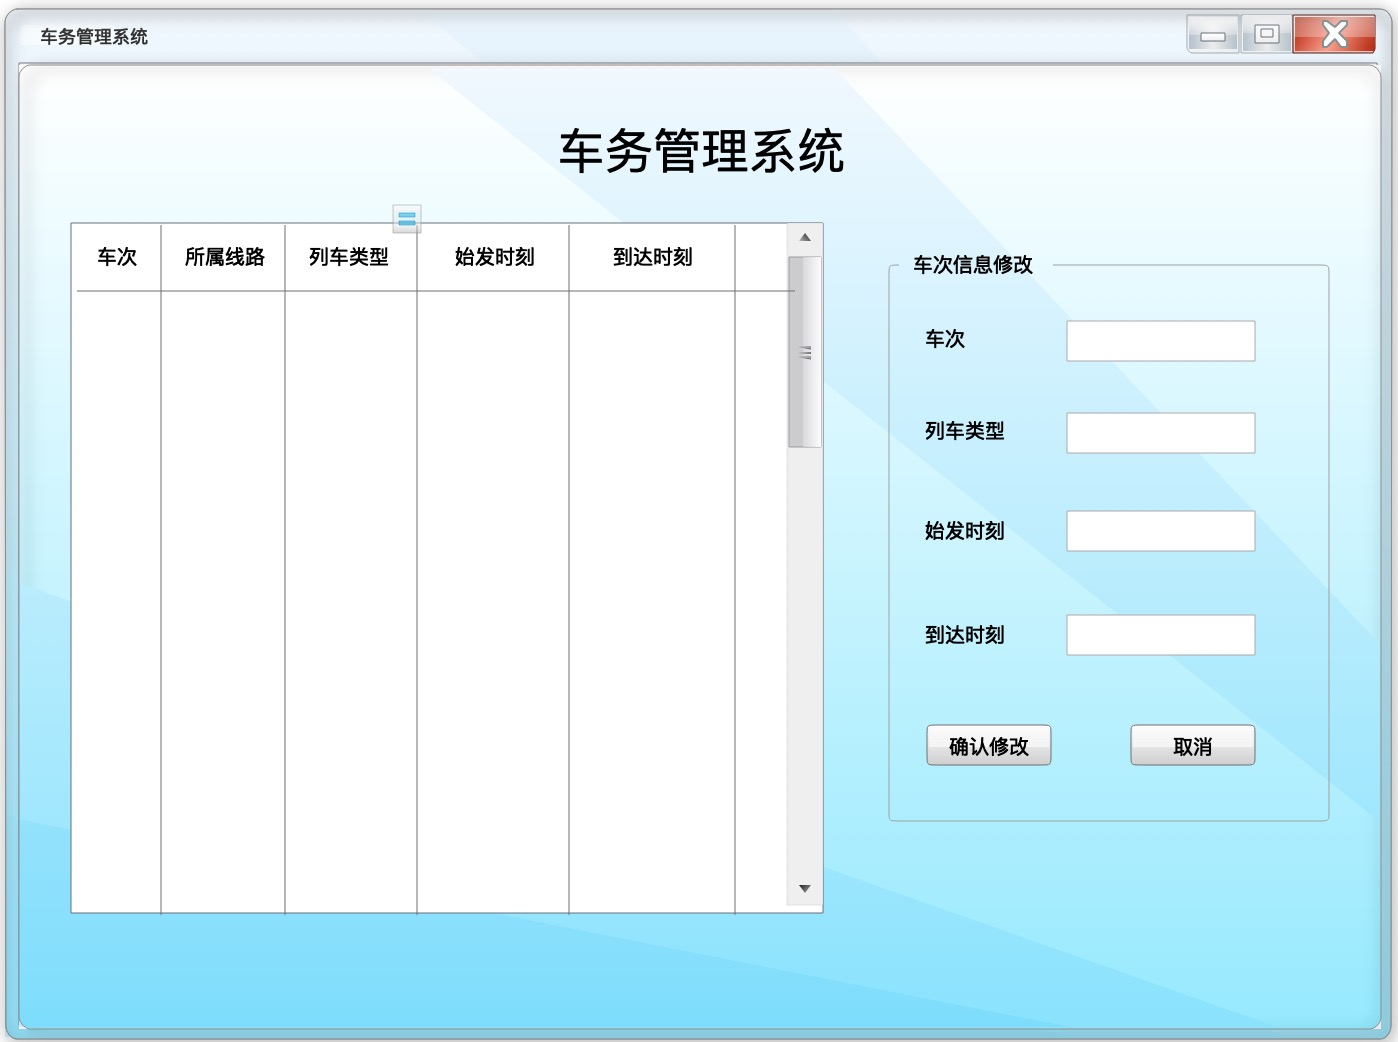 车务管理系统
车务管理系统
车次 所属线路 列车类型 始发时刻 到达时刻
车次信息修改
车次
列车类型
始发时刻
到达时刻
确认修改 取消